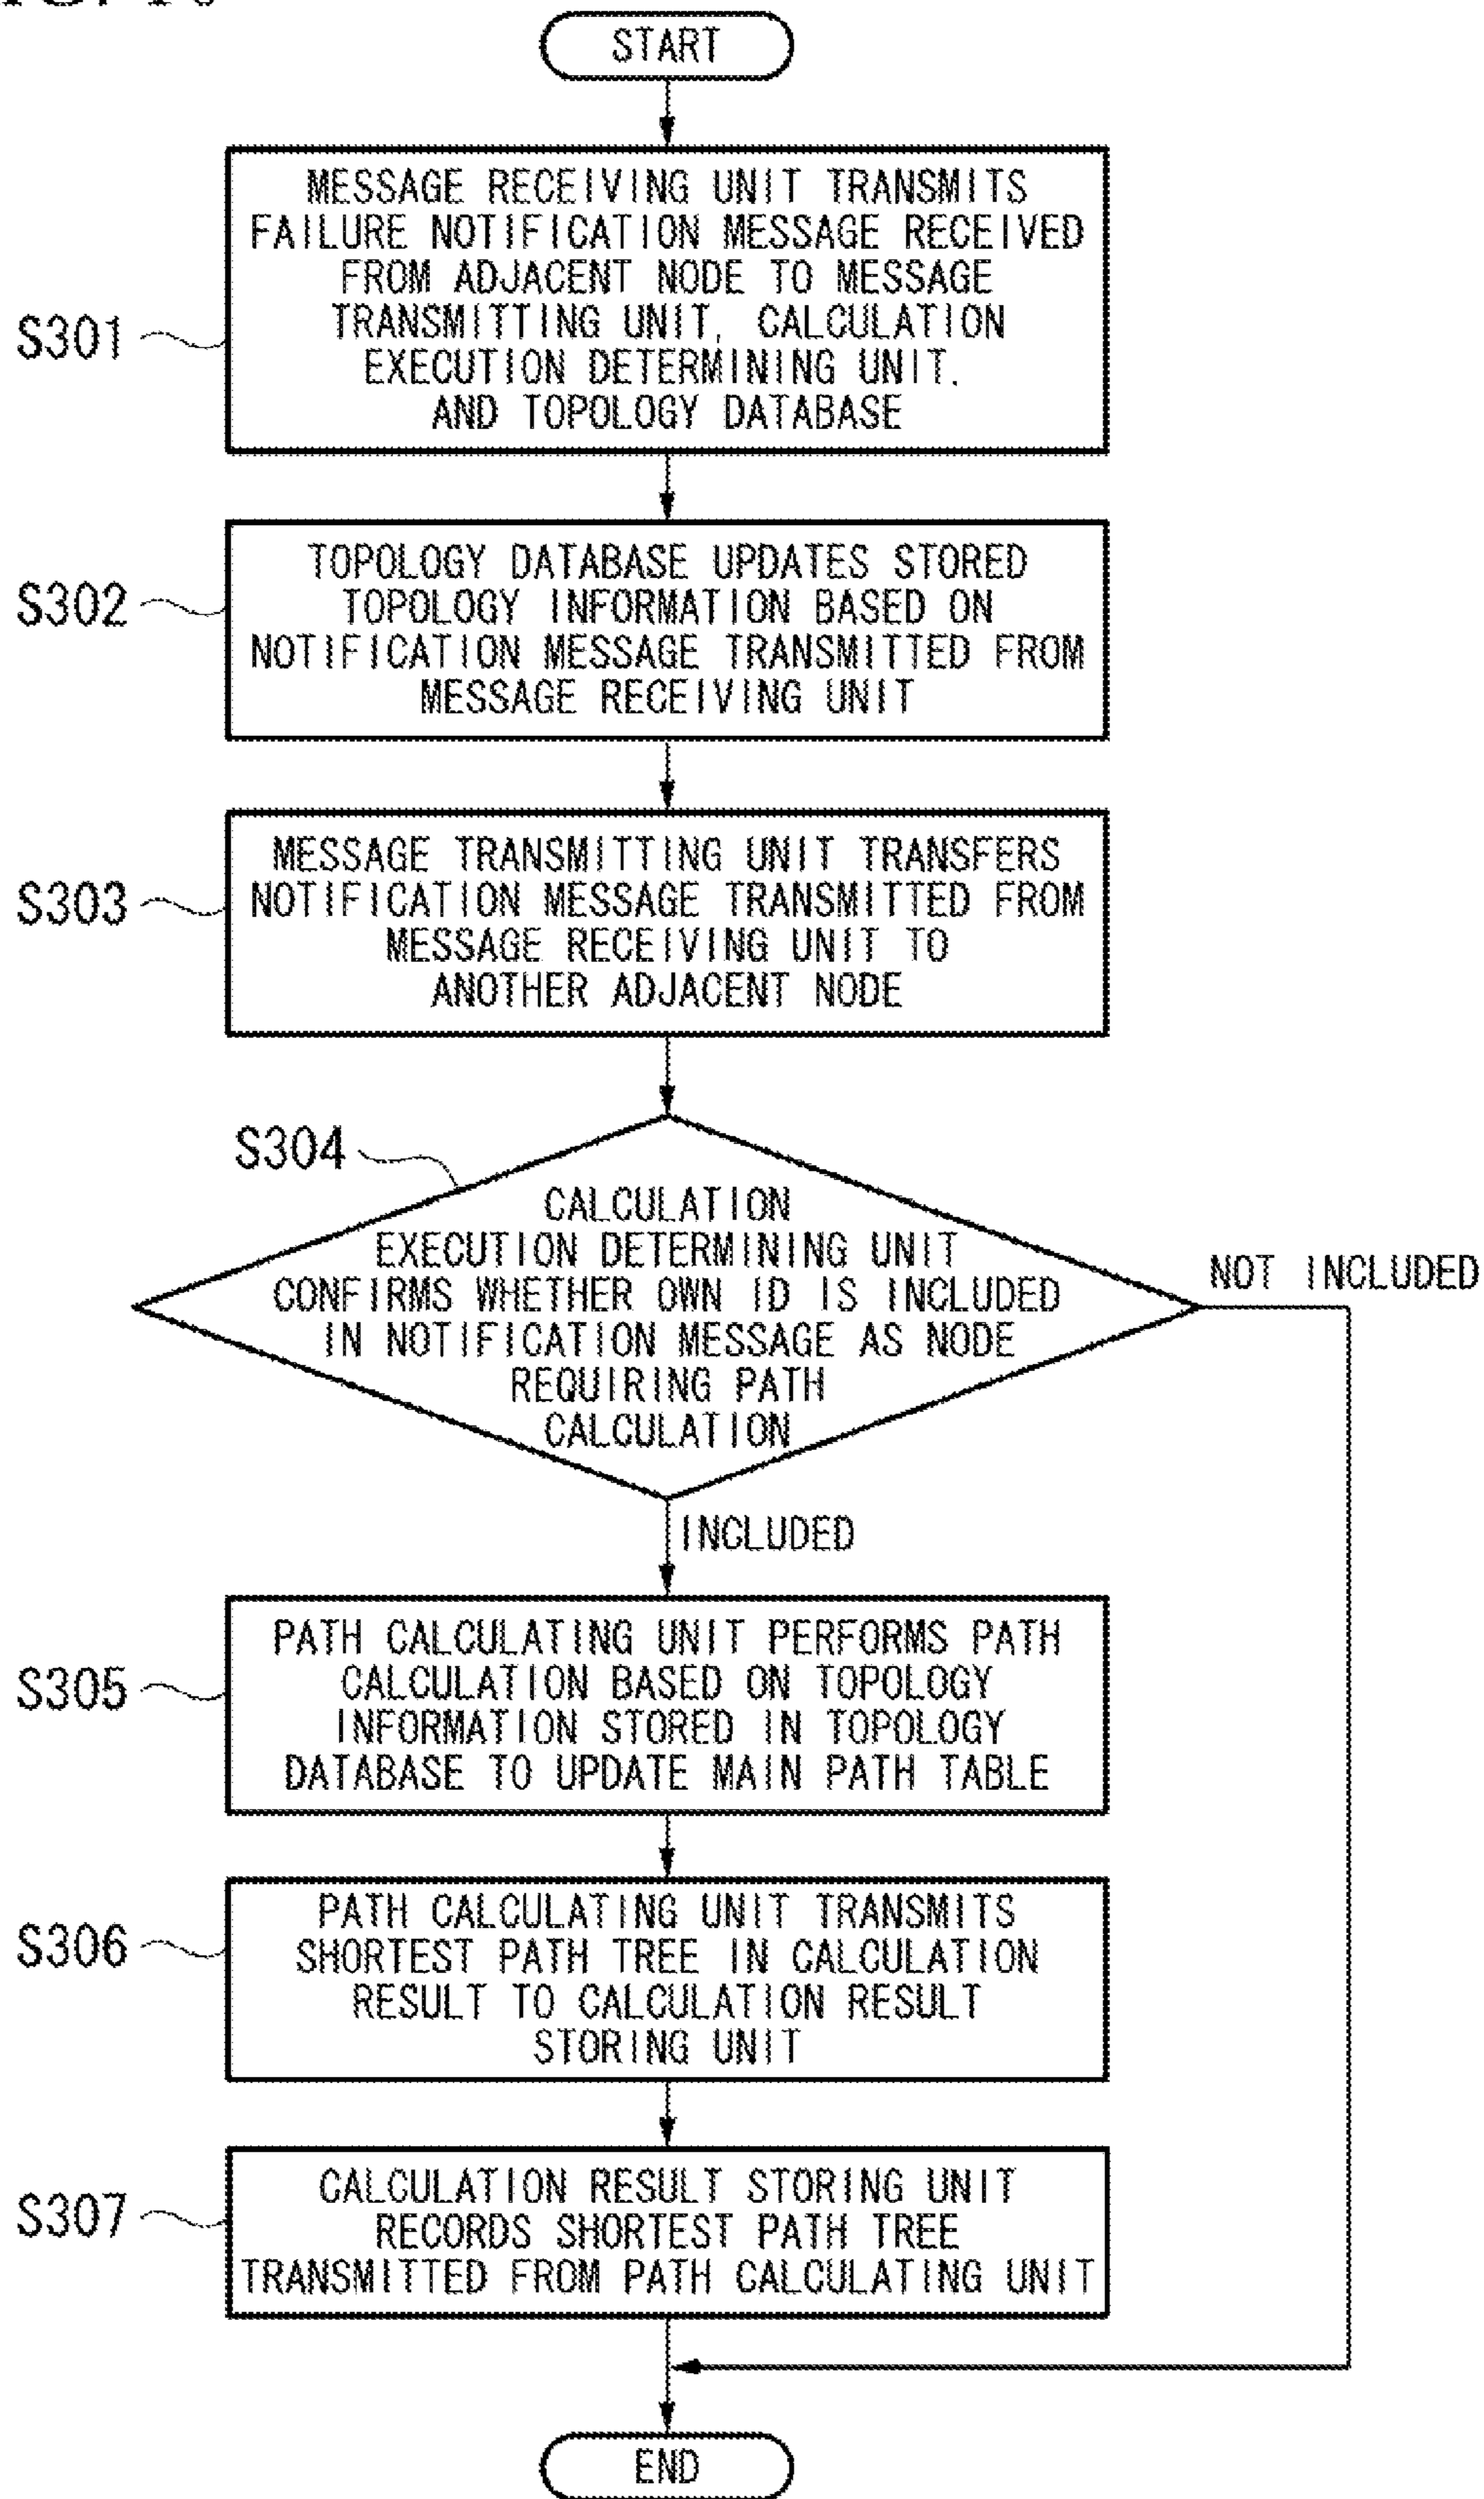 START
MESSAGE RECEIVING UNIT TRANSMITS
FAILURE NOTIFICATION MESSAGE RECEIVED
FROM ADJACENT NODE TO MESSAGE
TRANSMITTING UNIT, CALCULATION
EXECUTION DETERMINING UNIT,
AND TOPOLOGY DATABASE
S301
TOPOLOGY DATABASE UPDATES STORED
TOPOLOGY INFORMATION BASED ON
NOTIFICATION MESSAGE TRANSMITTED FROM
MESSAGE RECEIVING UNIT
S302
MESSAGE TRANSMITTING UNIT TRANSFERS
NOTIFICATION MESSAGE TRANSMITTED FROM
MESSAGE RECEIVING UNIT TO
ANOTHER ADJACENT NODE
S303
S304
CALCULATION
EXECUTION DETERMINING UNIT
CONFIRMS WHETHER OWN ID IS INCLUDED
IN NOTIFICATION MESSAGE AS NODE
REQUIRING PATH
CALCULATION
NOT INCLUDED
INCLUDED
PATH CALCULATING UNIT PERFORMS PATH
CALCULATION BASED ON TOPOLOGY
INFORMATION STORED IN TOPOLOGY
DATABASE TO UPDATE MAIN PATH TABLE
S305
PATH CALCULATING UNIT TRANSMITS
SHORTEST PATH TREE IN CALCULATION
RESULT TO CALCULATION RESULT
STORING UNIT
S306
CALCULATION RESULT STORING UNIT
RECORDS SHORTEST PATH TREE
TRANSMITTED FROM PATH CALCULATING UNIT
S307
END